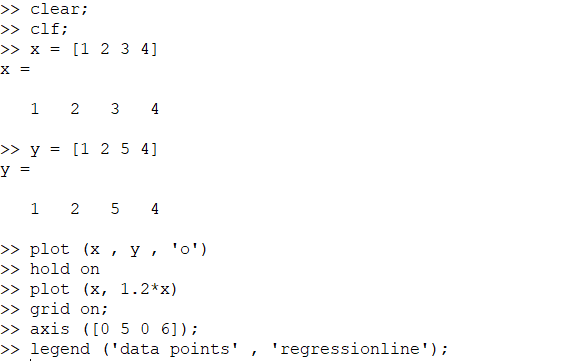 >> clear;
>> clf;
>> x = [1 2 3 4]
x =
1 2 3 4
>> y = [1 2 5 4]
y =
1 2 5 4
>> plot (x , y , 'o')
>> hold on
>> plot (x, 1.2*x)
>> grid on;
>> axis ([0 5 0 6]);
>> legend ('data points' , 'regressionline');